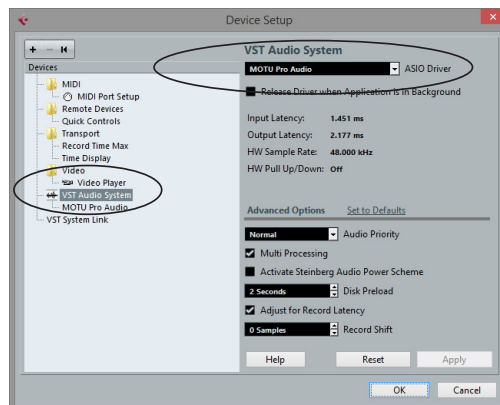 Device Setup
+ – |◀
Devices
MIDI
MIDI Port Setup
Remote Devices
Quick Controls
Transport
Record Time Max
Time Display
Video
Video Player
VST Audio System
MOTU Pro Audio
VST System Link
VST Audio System
MOTU Pro Audio ASIO Driver
Release Driver when Application is in Background
Input Latency: 1.451 ms
Output Latency: 2.177 ms
HW Sample Rate: 48.000 kHz
HW Pull Up/Down: Off
Advanced Options Set to Defaults
Normal Audio Priority
Multi Processing
Activate Steinberg Audio Power Scheme
2 Seconds Disk Preload
Adjust for Record Latency
0 Samples Record Shift
Help Reset Apply
OK Cancel